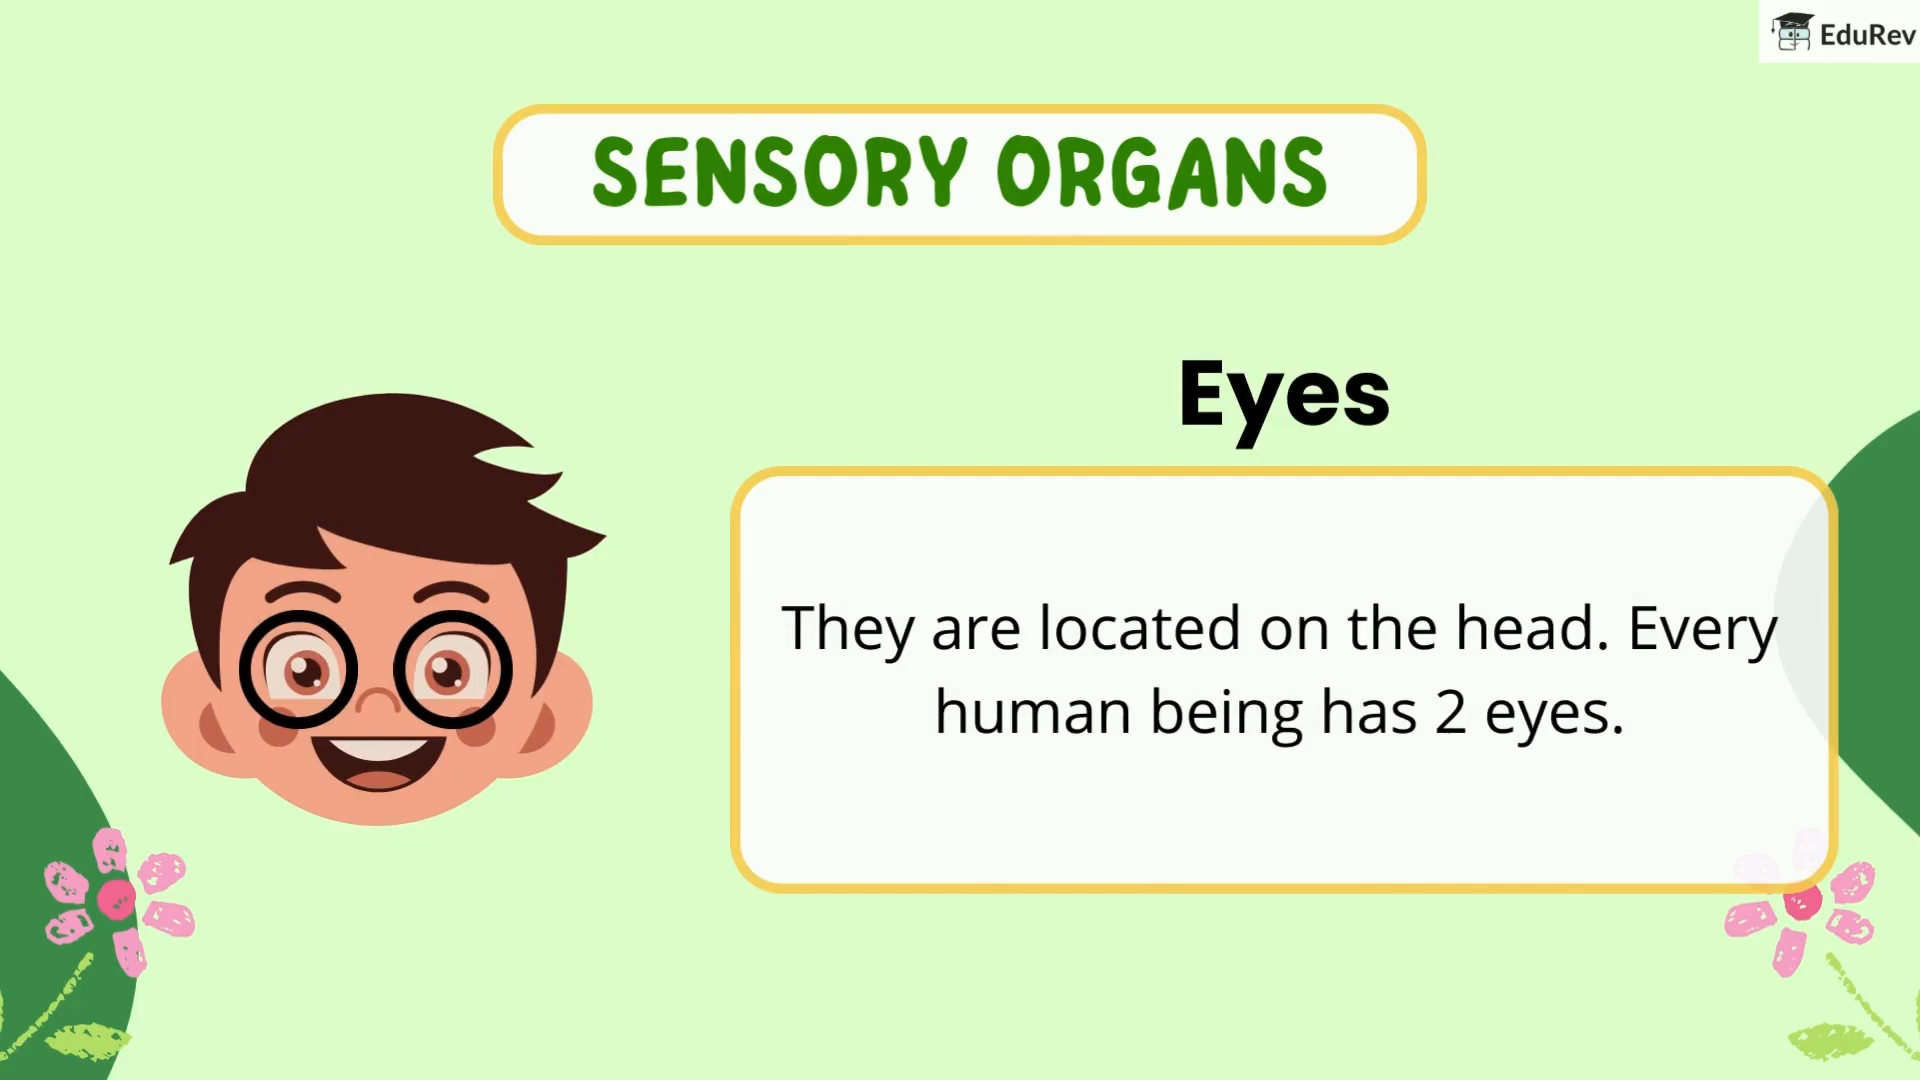 EduRev
SENSORY ORGANS
Eyes
They are located on the head. Every
human being has 2 eyes.